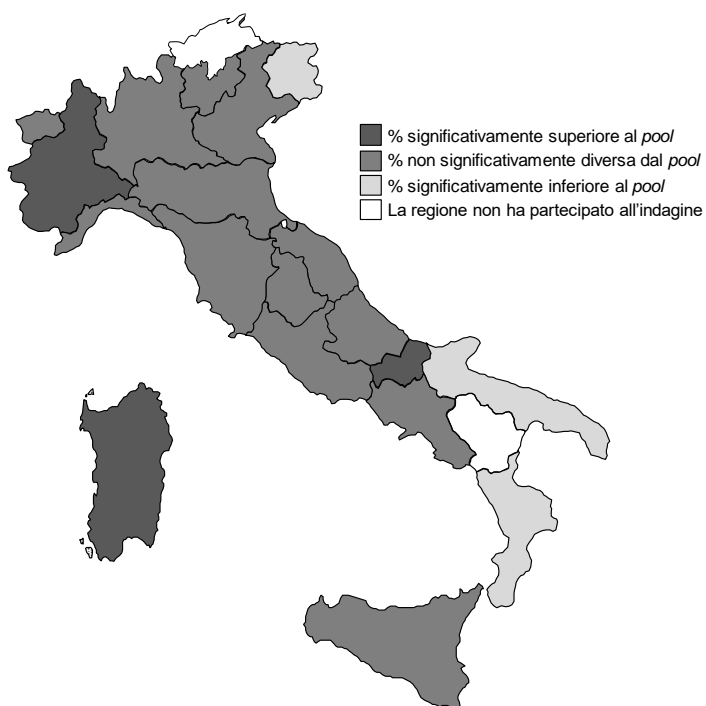 % significativamente superiore al pool
% non significativamente diversa dal pool
% significativamente inferiore al pool
La regione non ha partecipato all'indagine